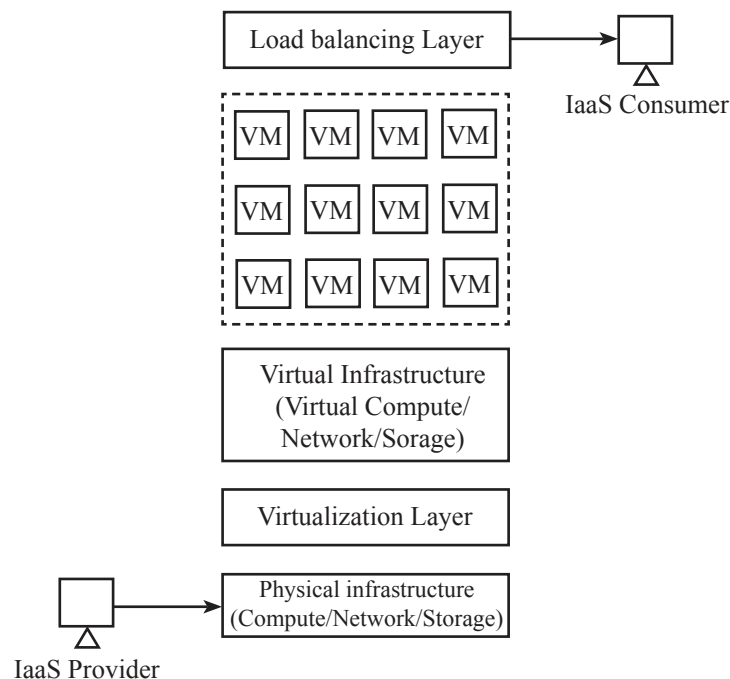 Load balancing Layer
IaaS Consumer
VM VM VM VM
VM VM VM VM
VM VM VM VM
Virtual Infrastructure
(Virtual Compute/
Network/Sorage)
Virtualization Layer
Physical infrastructure
(Compute/Network/Storage)
IaaS Provider